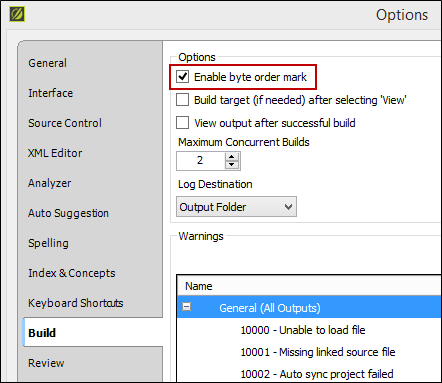 Options
General
Interface
Source Control
XML Editor
Analyzer
Auto Suggestion
Spelling
Index & Concepts
Keyboard Shortcuts
Build
Review
Options
Enable byte order mark
Build target (if needed) after selecting 'View'
View output after successful build
Maximum Concurrent Builds
2
Log Destination
Output Folder
Warnings
Name
General (All Outputs)
10000 - Unable to load file
10001 - Missing linked source file
10002 - Auto sync project failed